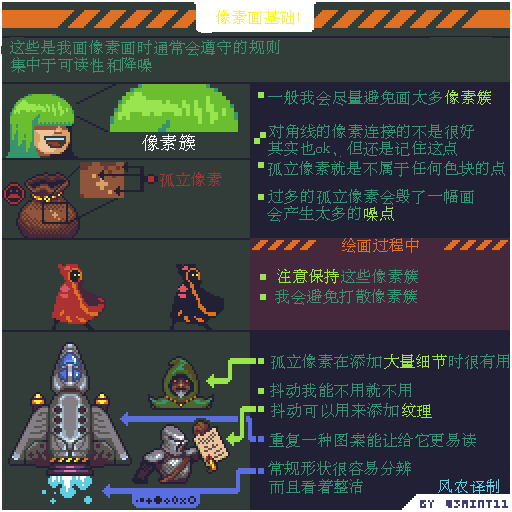 像素画基础!
这些是我画像素画时通常会遵守的规则
集中于可读性和降噪
像素簇
一般我会尽量避免画太多像素簇
对角线的像素连接的不是很好
其实也ok、但还是记住这点
孤立像素
孤立像素就是不属于任何色块的点
过多的孤立像素会毁了一幅画
会产生太多的噪点
绘画过程中
注意保持这些像素簇
我会避免打散像素簇
孤立像素在添加大量细节时很有用
抖动我能不用就不用
抖动可以用来添加纹理
重复一种图案能让给它更易读
常规形状很容易分辨
而且看着整洁
风农译制